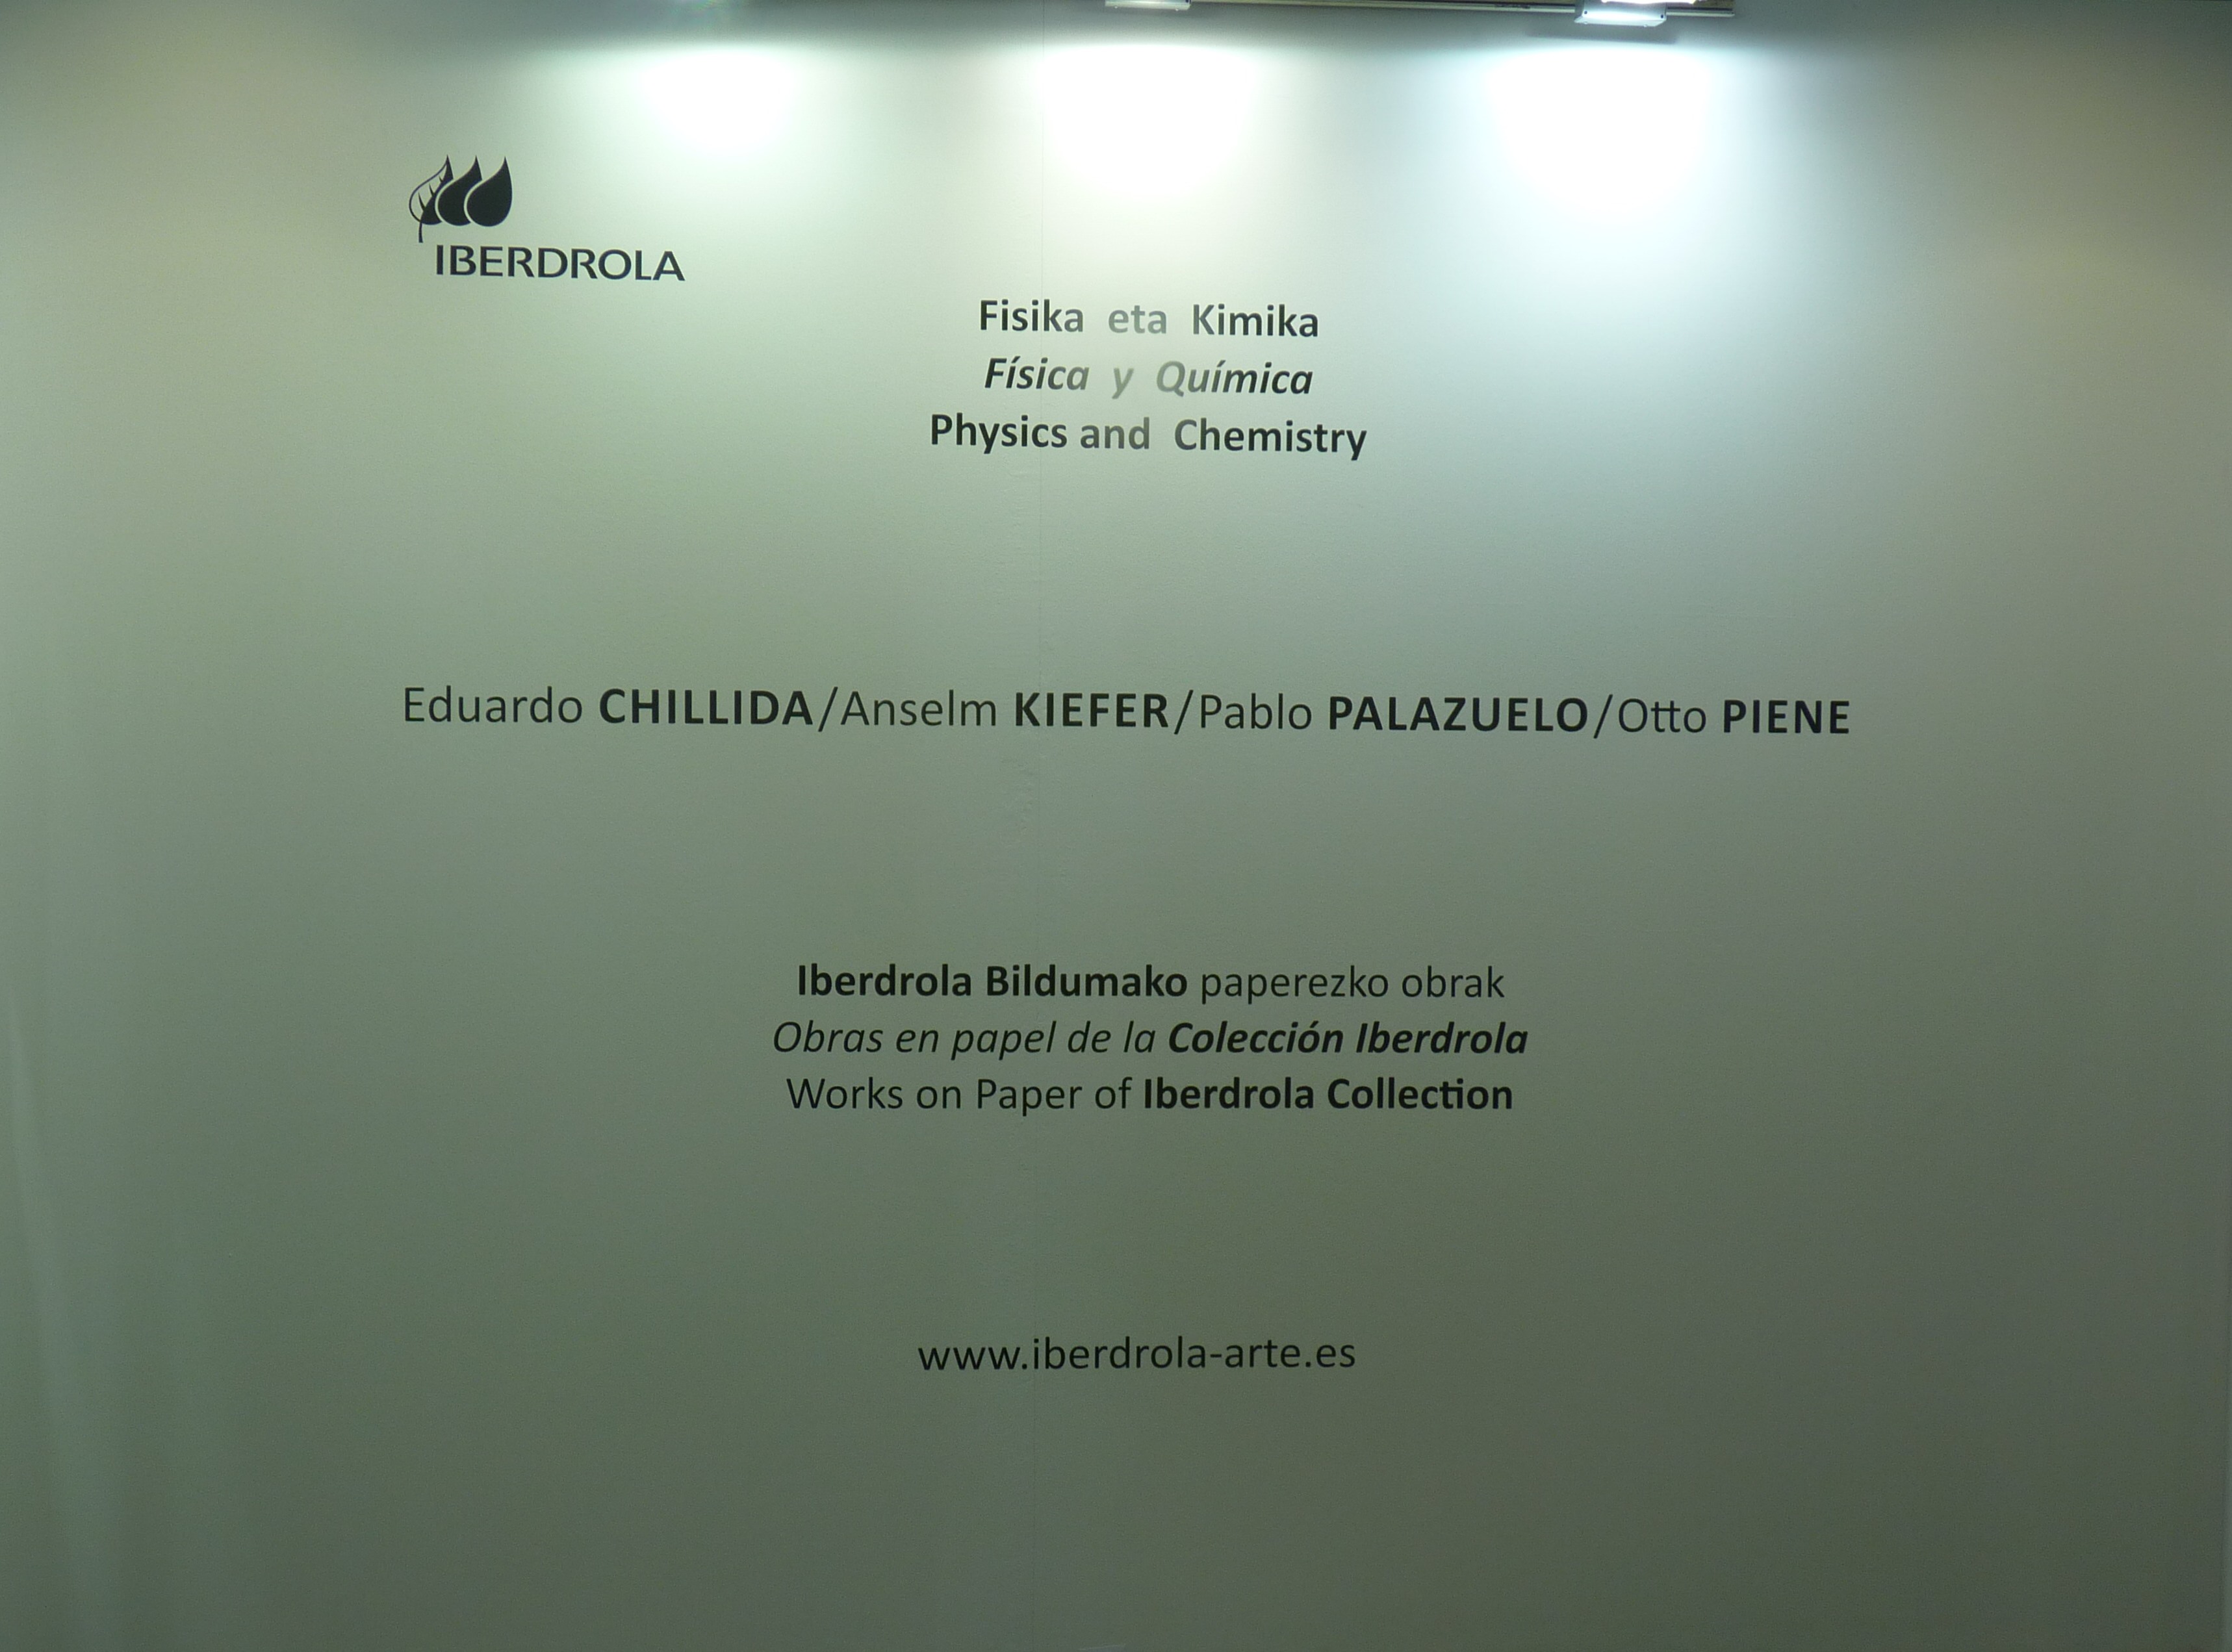 IBERDROLA
Fisika eta Kimika
Física y Química
Physics and Chemistry
Eduardo CHILLIDA/Anselm KIEFER/Pablo PALAZUELO/Otto PIENE
Iberdrola Bildumako paperezko obrak
Obras en papel de la Colección Iberdrola
Works on Paper of Iberdrola Collection
www.iberdrola-arte.es